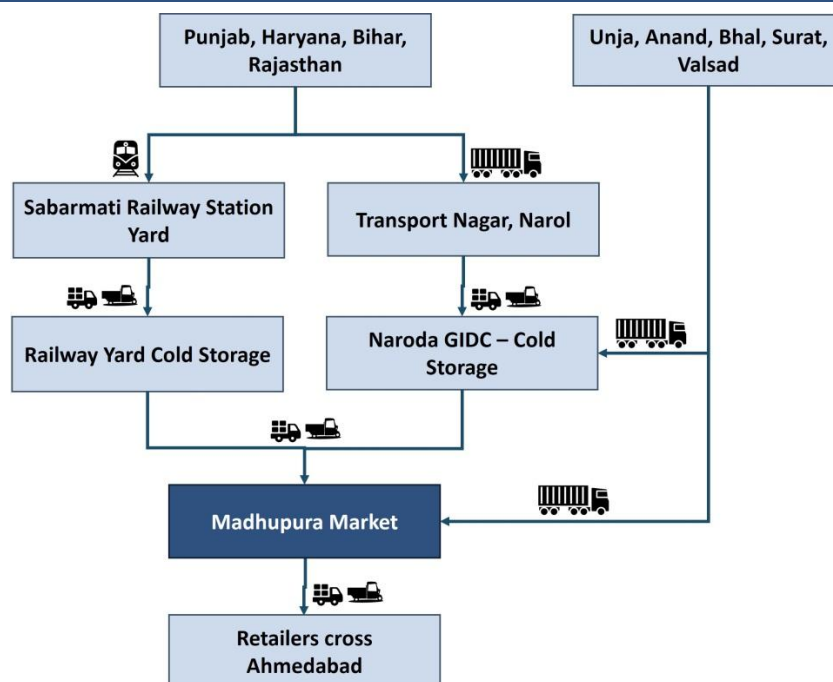 Punjab, Haryana, Bihar,
Rajasthan
Unja, Anand, Bhal, Surat,
Valsad
Sabarmati Railway Station
Yard
Transport Nagar, Narol
Railway Yard Cold Storage
Naroda GIDC – Cold
Storage
Madhupura Market
Retailers cross
Ahmedabad